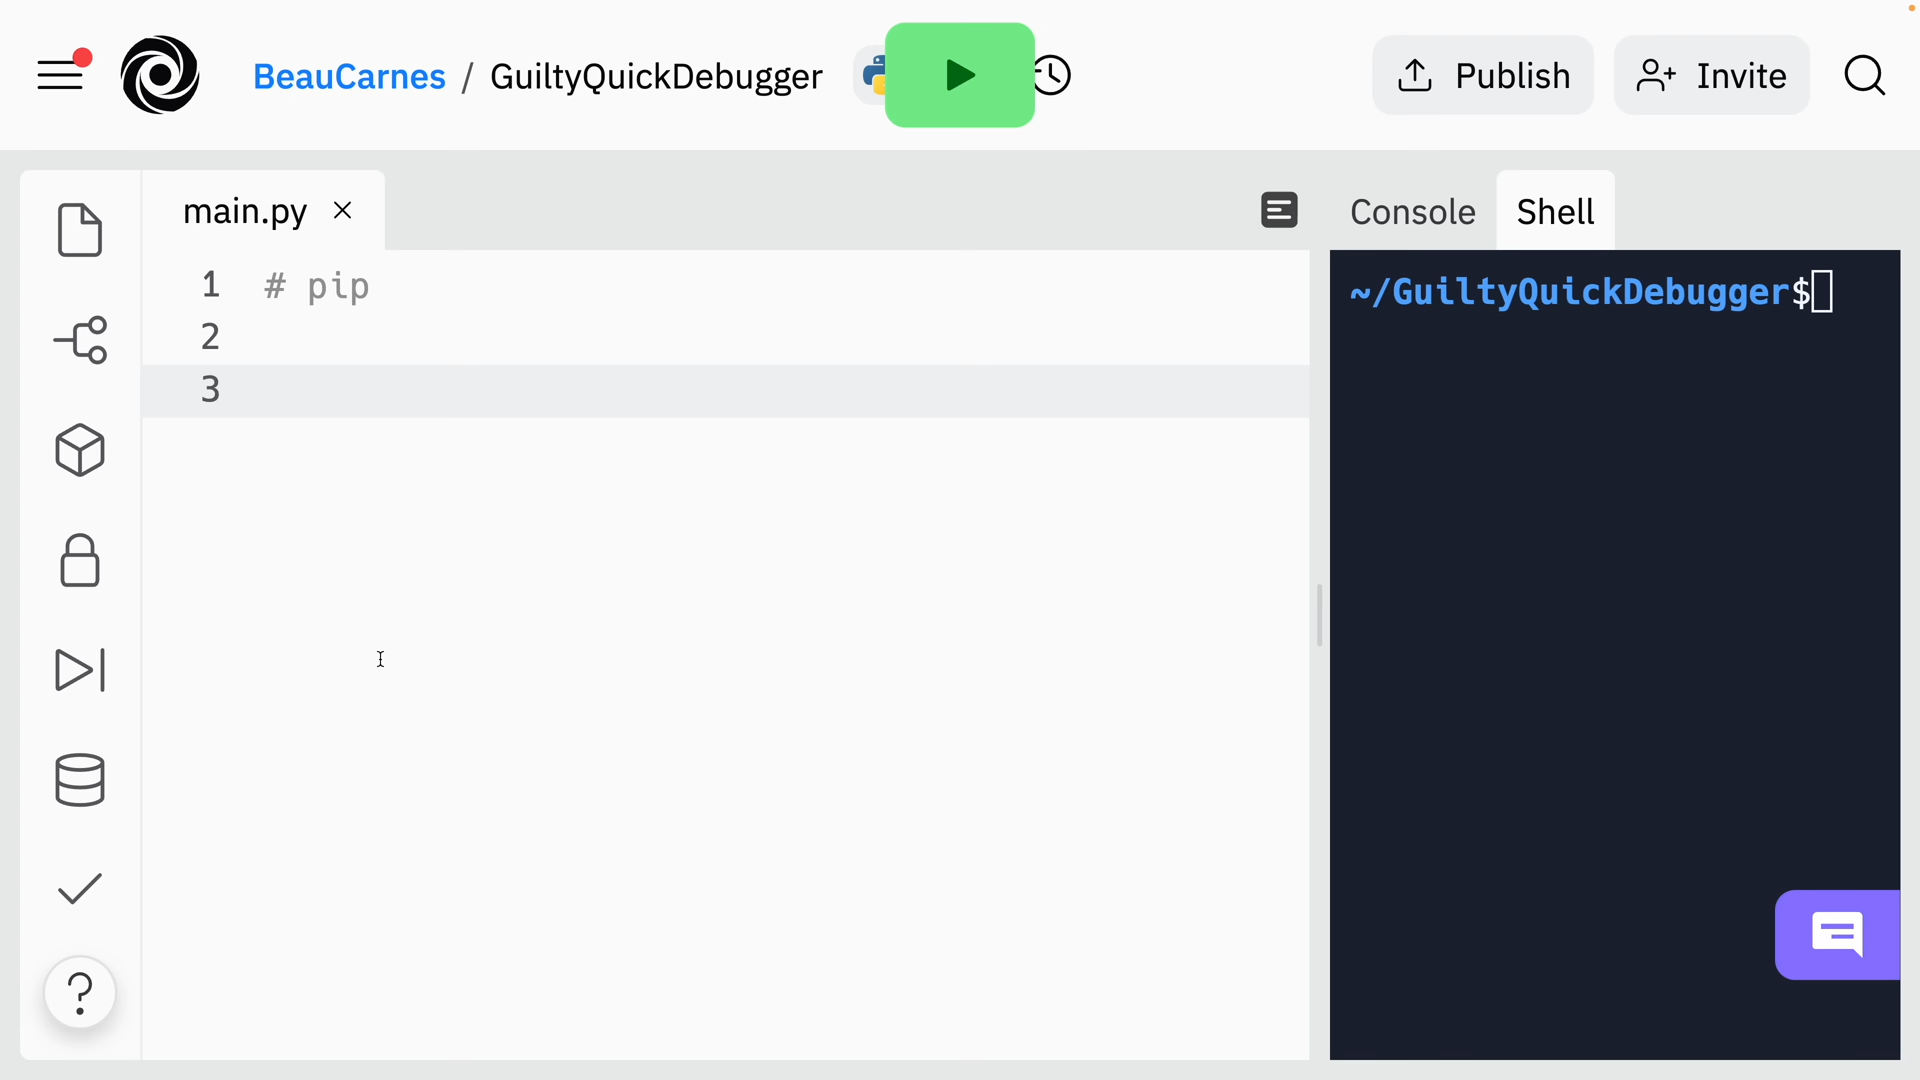 BeauCarnes / GuiltyQuickDebugger
Publish
Invite
main.py
Console
Shell
1 # pip
2
3
~/GuiltyQuickDebugger$
?